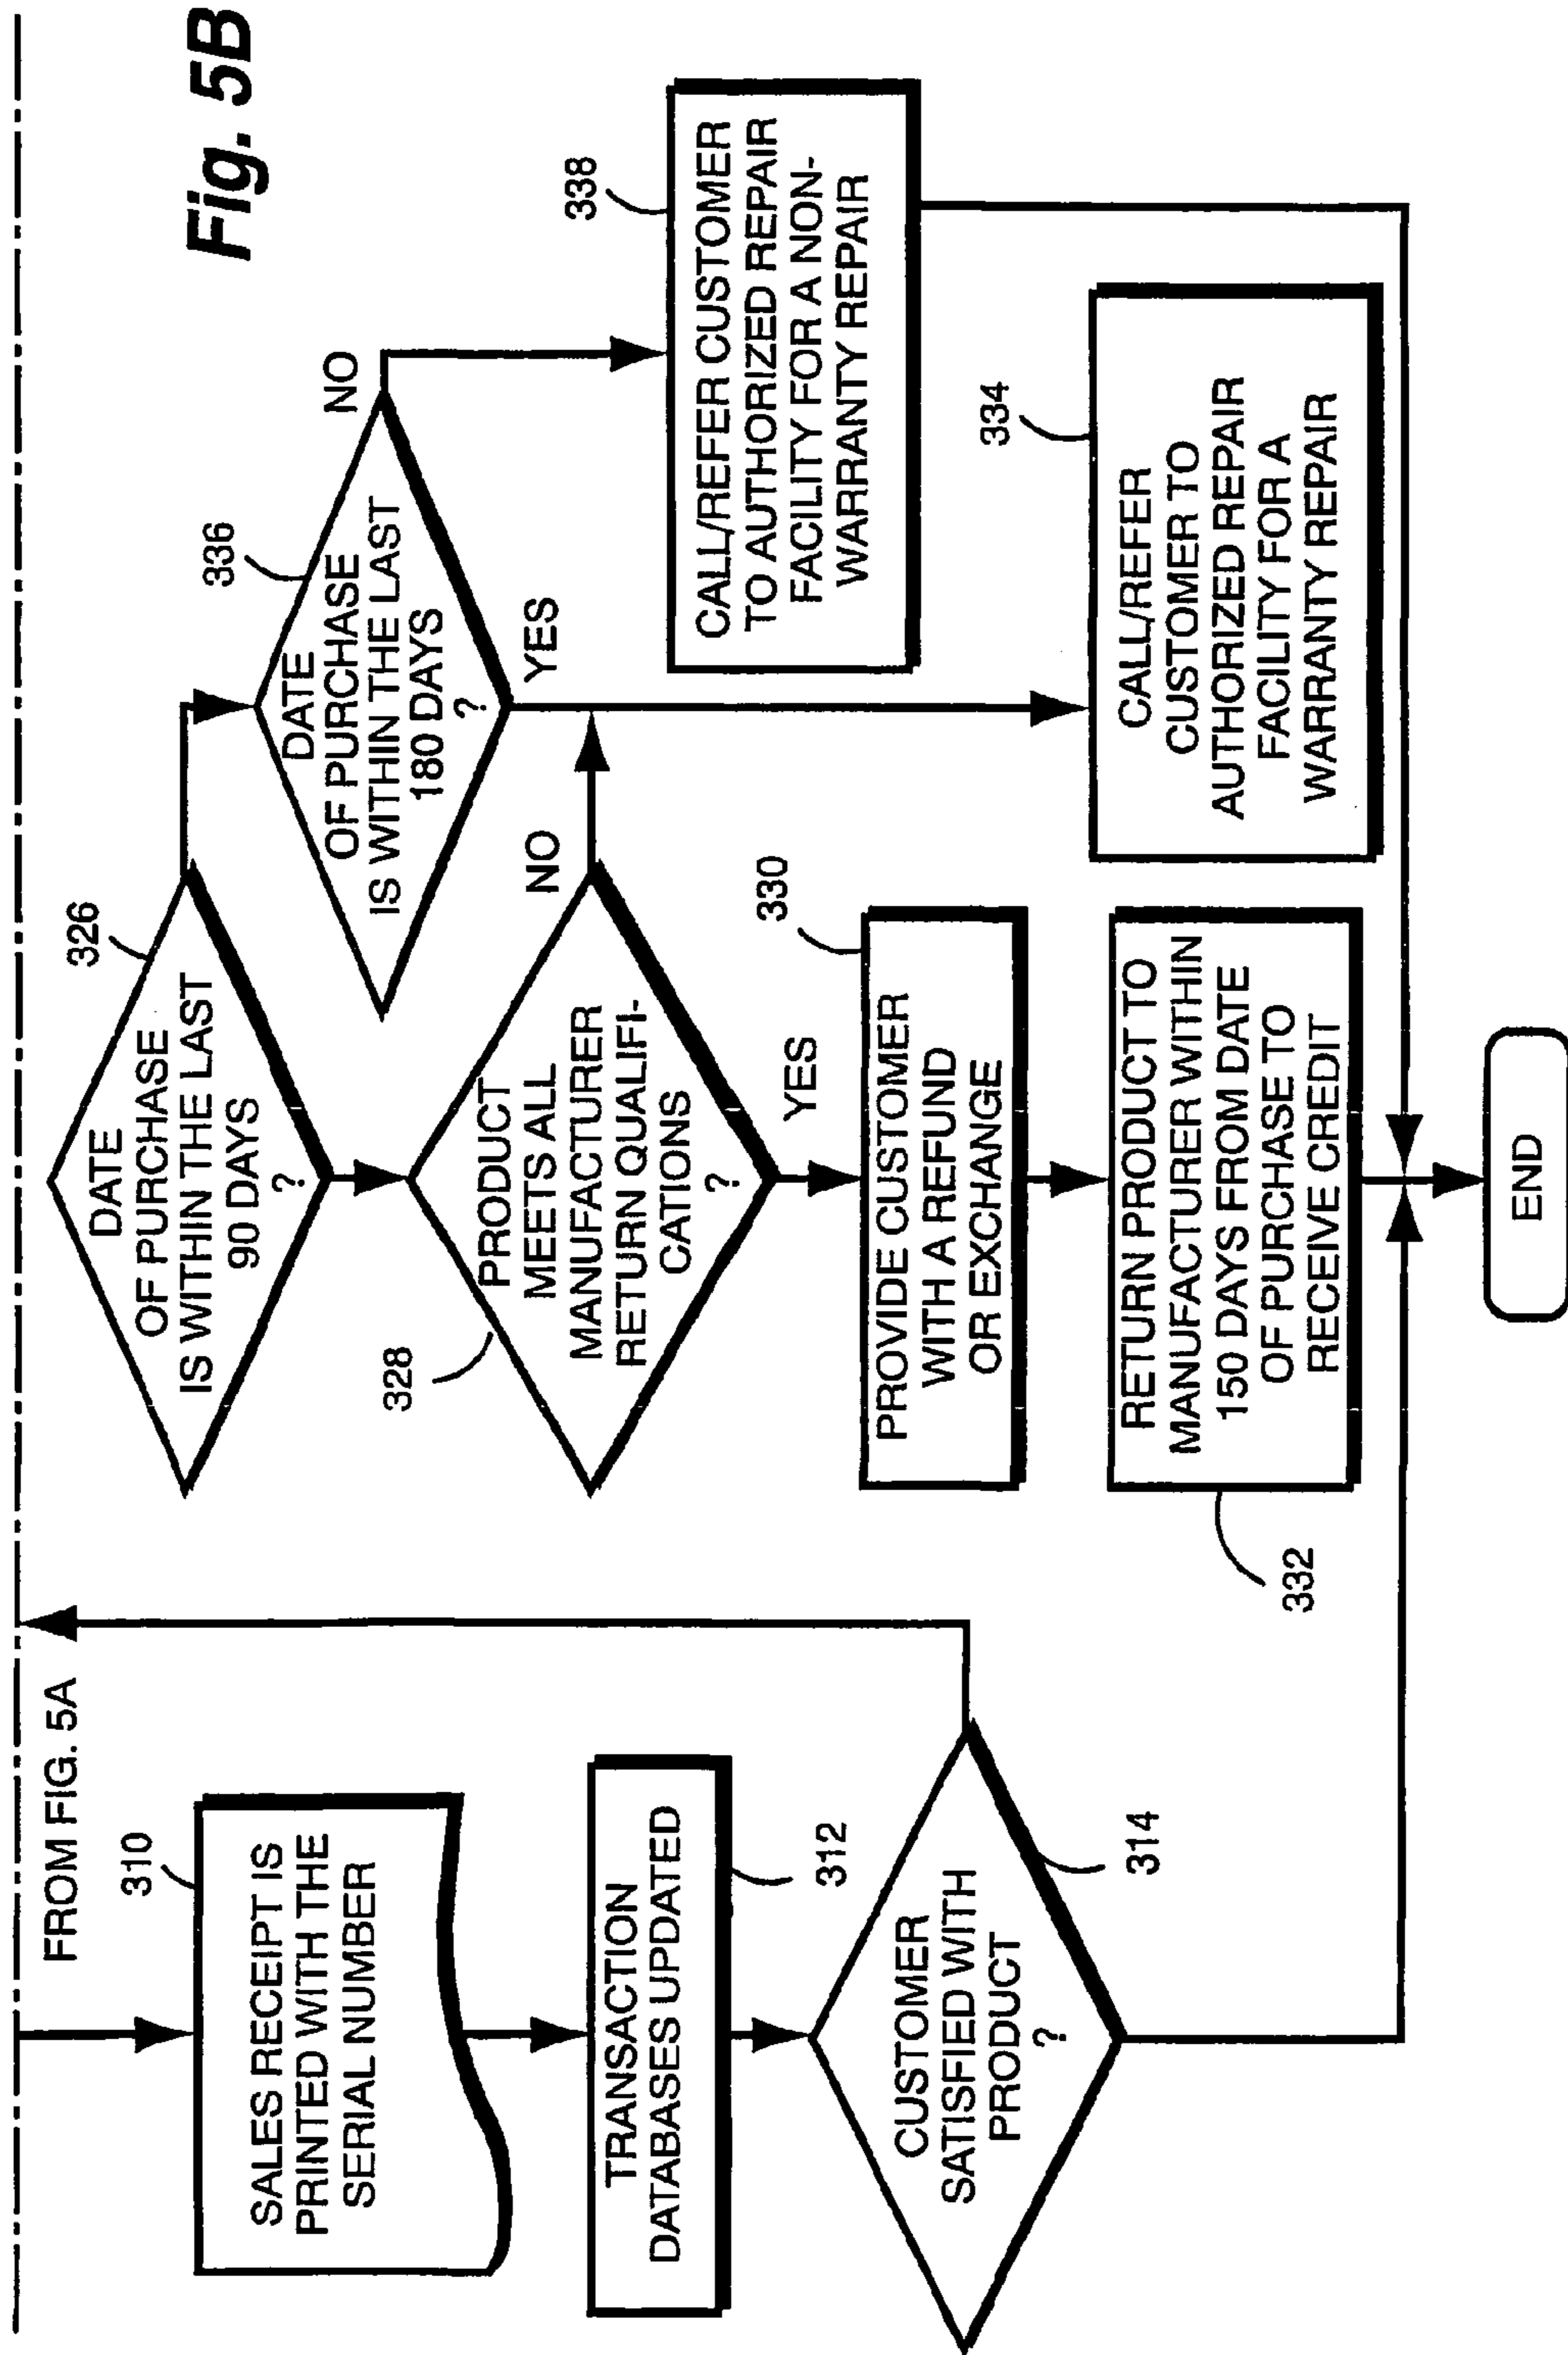 Fig. 5B
FROM FIG. 5A
310
SALES RECEIPT IS
PRINTED WITH THE
SERIAL NUMBER
TRANSACTION
DATABASES UPDATED
312
CUSTOMER
SATISFIED WITH
PRODUCT
?
314
326
DATE
OF PURCHASE
IS WITHIN THE LAST
90 DAYS
?
328
PRODUCT
MEETS ALL
MANUFACTURER
RETURN QUALIFI-
CATIONS
?
NO
YES
330
PROVIDE CUSTOMER
WITH A REFUND
OR EXCHANGE
RETURN PRODUCT TO
MANUFACTURER WITHIN
150 DAYS FROM DATE
OF PURCHASE TO
RECEIVE CREDIT
332
336
DATE
OF PURCHASE
IS WITHIN THE LAST
180 DAYS
?
NO
YES
338
CALL/REFER CUSTOMER
TO AUTHORIZED REPAIR
FACILITY FOR A NON-
WARRANTY REPAIR
334
CALL/REFER
CUSTOMER TO
AUTHORIZED REPAIR
FACILITY FOR A
WARRANTY REPAIR
END